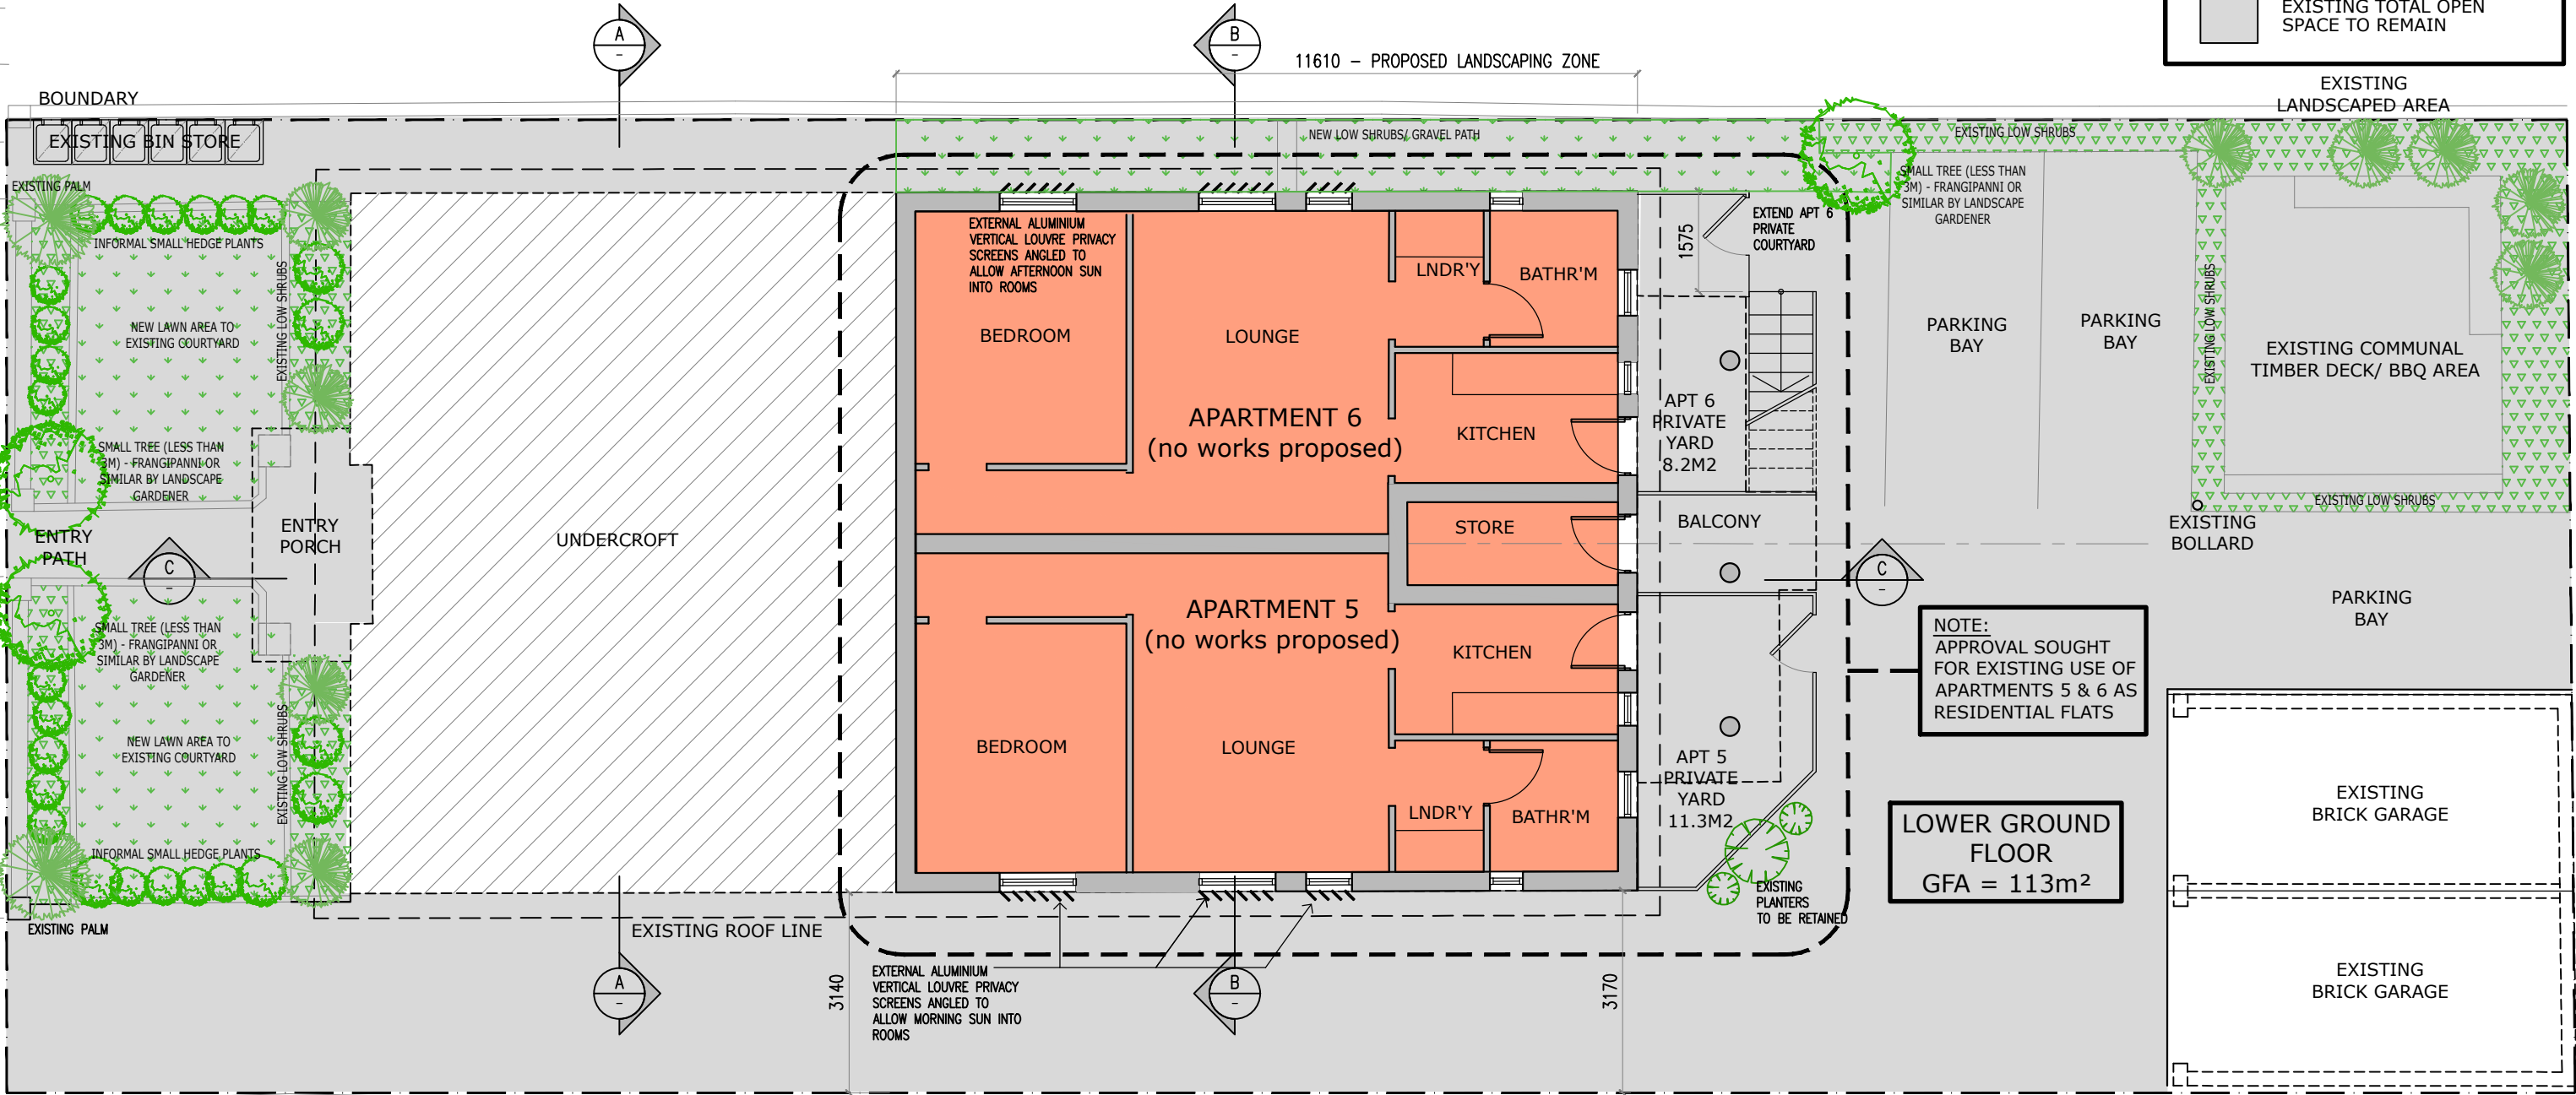 EXISTING TOTAL OPEN
SPACE TO REMAIN
A
-
B
-
11610 - PROPOSED LANDSCAPING ZONE
BOUNDARY
EXISTING
LANDSCAPED AREA
EXISTING BIN STORE
NEW LOW SHRUBS/ GRAVEL PATH
EXISTING LOW SHRUBS
EXISTING PALM
SMALL TREE (LESS THAN
3M) - FRANGIPANNI OR
SIMILAR BY LANDSCAPE
GARDENER
INFORMAL SMALL HEDGE PLANTS
EXTERNAL ALUMINIUM
VERTICAL LOUVRE PRIVACY
SCREENS ANGLED TO
ALLOW AFTERNOON SUN
INTO ROOMS
EXTEND APT 6
PRIVATE
COURTYARD
1575
LNDR'Y
BATHR'M
EXISTING LOW SHRUBS
NEW LAWN AREA TO
EXISTING COURTYARD
BEDROOM
LOUNGE
PARKING
BAY
PARKING
BAY
EXISTING LOW SHRUBS
EXISTING COMMUNAL
TIMBER DECK/ BBQ AREA
APARTMENT 6
(no works proposed)
KITCHEN
APT 6
PRIVATE
YARD
8.2M2
SMALL TREE (LESS THAN
3M) - FRANGIPANNI OR
SIMILAR BY LANDSCAPE
GARDENER
EXISTING LOW SHRUBS
ENTRY
PATH
ENTRY
PORCH
UNDERCROFT
STORE
BALCONY
EXISTING
BOLLARD
C
-
C
-
APARTMENT 5
(no works proposed)
PARKING
BAY
NOTE:
APPROVAL SOUGHT
FOR EXISTING USE OF
APARTMENTS 5 & 6 AS
RESIDENTIAL FLATS
SMALL TREE (LESS THAN
3M) - FRANGIPANNI OR
SIMILAR BY LANDSCAPE
GARDENER
KITCHEN
EXISTING LOW SHRUBS
NEW LAWN AREA TO
EXISTING COURTYARD
BEDROOM
LOUNGE
APT 5
PRIVATE
YARD
11.3M2
LNDR'Y
BATHR'M
LOWER GROUND
FLOOR
GFA = 113m²
EXISTING
BRICK GARAGE
INFORMAL SMALL HEDGE PLANTS
EXISTING
PLANTERS
TO BE RETAINED
EXISTING PALM
EXISTING ROOF LINE
EXTERNAL ALUMINIUM
VERTICAL LOUVRE PRIVACY
SCREENS ANGLED TO
ALLOW MORNING SUN INTO
ROOMS
3140
3170
A
-
B
-
EXISTING
BRICK GARAGE